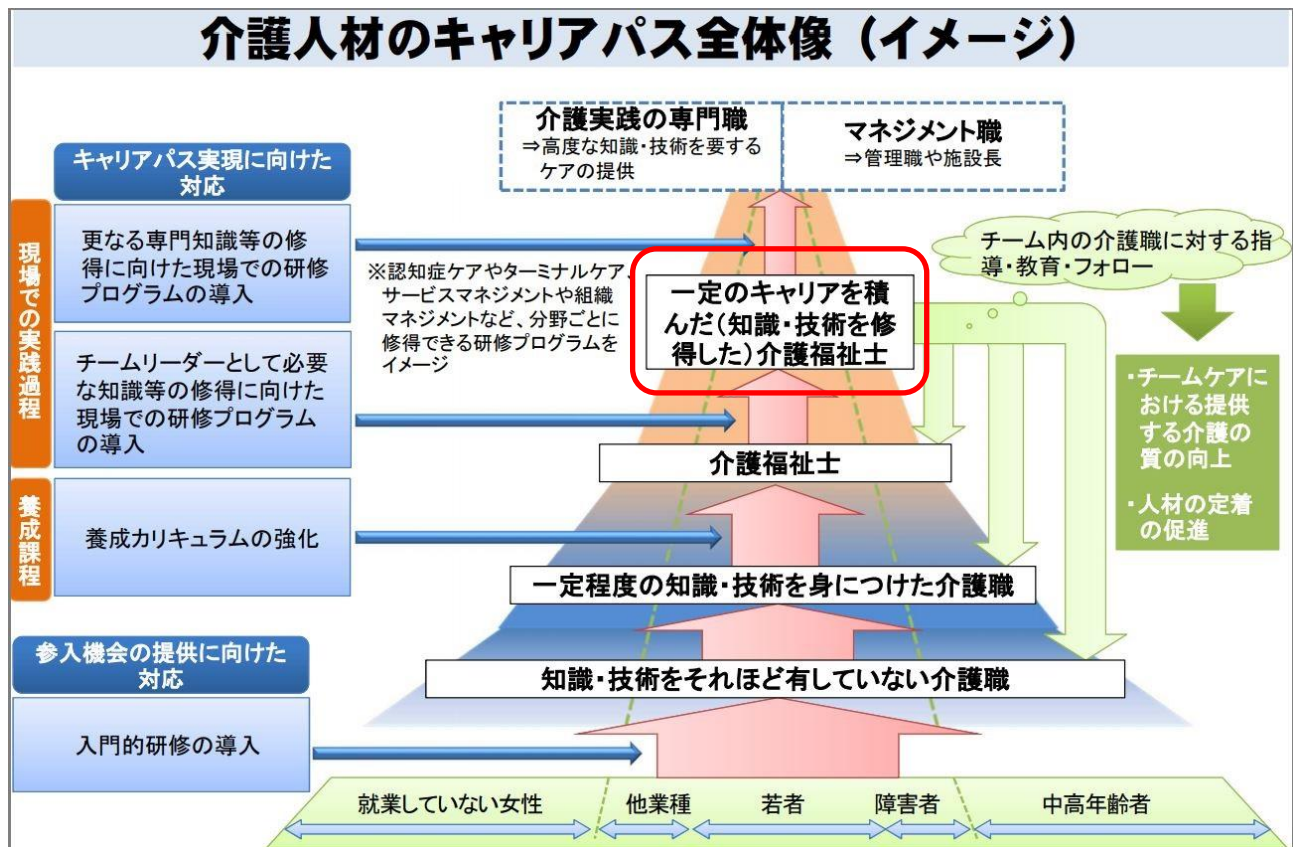 介護人材のキャリアパス全体像（イメージ）
介護実践の専門職
⇒高度な知識・技術を要する
ケアの提供
マネジメント職
⇒管理職や施設長
キャリアパス実現に向けた
対応
現場での実践過程
更なる専門知識等の修
得に向けた現場での研修
プログラムの導入
※認知症ケアやターミナルケア、
サービスマネジメントや組織
マネジメントなど、分野ごとに
修得できる研修プログラムを
イメージ
一定のキャリアを積
んだ（知識・技術を修
得した）介護福祉士
チーム内の介護職に対する指
導・教育・フォロー
・チームケアに
おける提供
する介護の
質の向上
・人材の定着
の促進
チームリーダーとして必要
な知識等の修得に向けた
現場での研修プログラム
の導入
介護福祉士
養成課程
養成カリキュラムの強化
一定程度の知識・技術を身につけた介護職
参入機会の提供に向けた
対応
知識・技術をそれほど有していない介護職
入門的研修の導入
就業していない女性
他業種
若者
障害者
中高年齢者